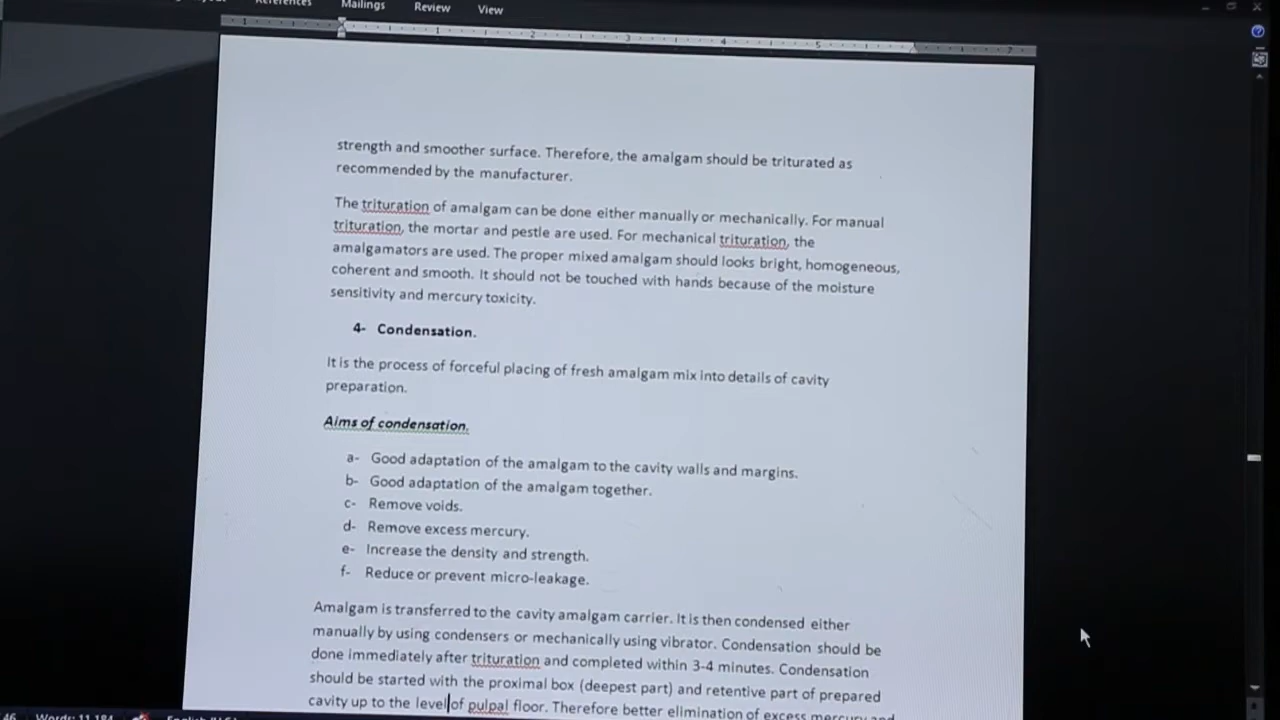 References
Mailings
Review
View
strength and smoother surface. Therefore, the amalgam should be triturated as
recommended by the manufacturer.
The trituration of amalgam can be done either manually or mechanically. For manual
trituration, the mortar and pestle are used. For mechanical trituration, the
amalgamators are used. The proper mixed amalgam should looks bright, homogeneous,
coherent and smooth. It should not be touched with hands because of the moisture
sensitivity and mercury toxicity.
4- Condensation.
It is the process of forceful placing of fresh amalgam mix into details of cavity
preparation.
Aims of condensation.
a- Good adaptation of the amalgam to the cavity walls and margins.
b- Good adaptation of the amalgam together.
c- Remove voids.
d- Remove excess mercury.
e- Increase the density and strength.
f- Reduce or prevent micro-leakage.
Amalgam is transferred to the cavity amalgam carrier. It is then condensed either
manually by using condensers or mechanically using vibrator. Condensation should be
done immediately after trituration and completed within 3-4 minutes. Condensation
should be started with the proximal box (deepest part) and retentive part of prepared
cavity up to the level of pulpal floor. Therefore better elimination of excess mercury and
46 Words: 11,184